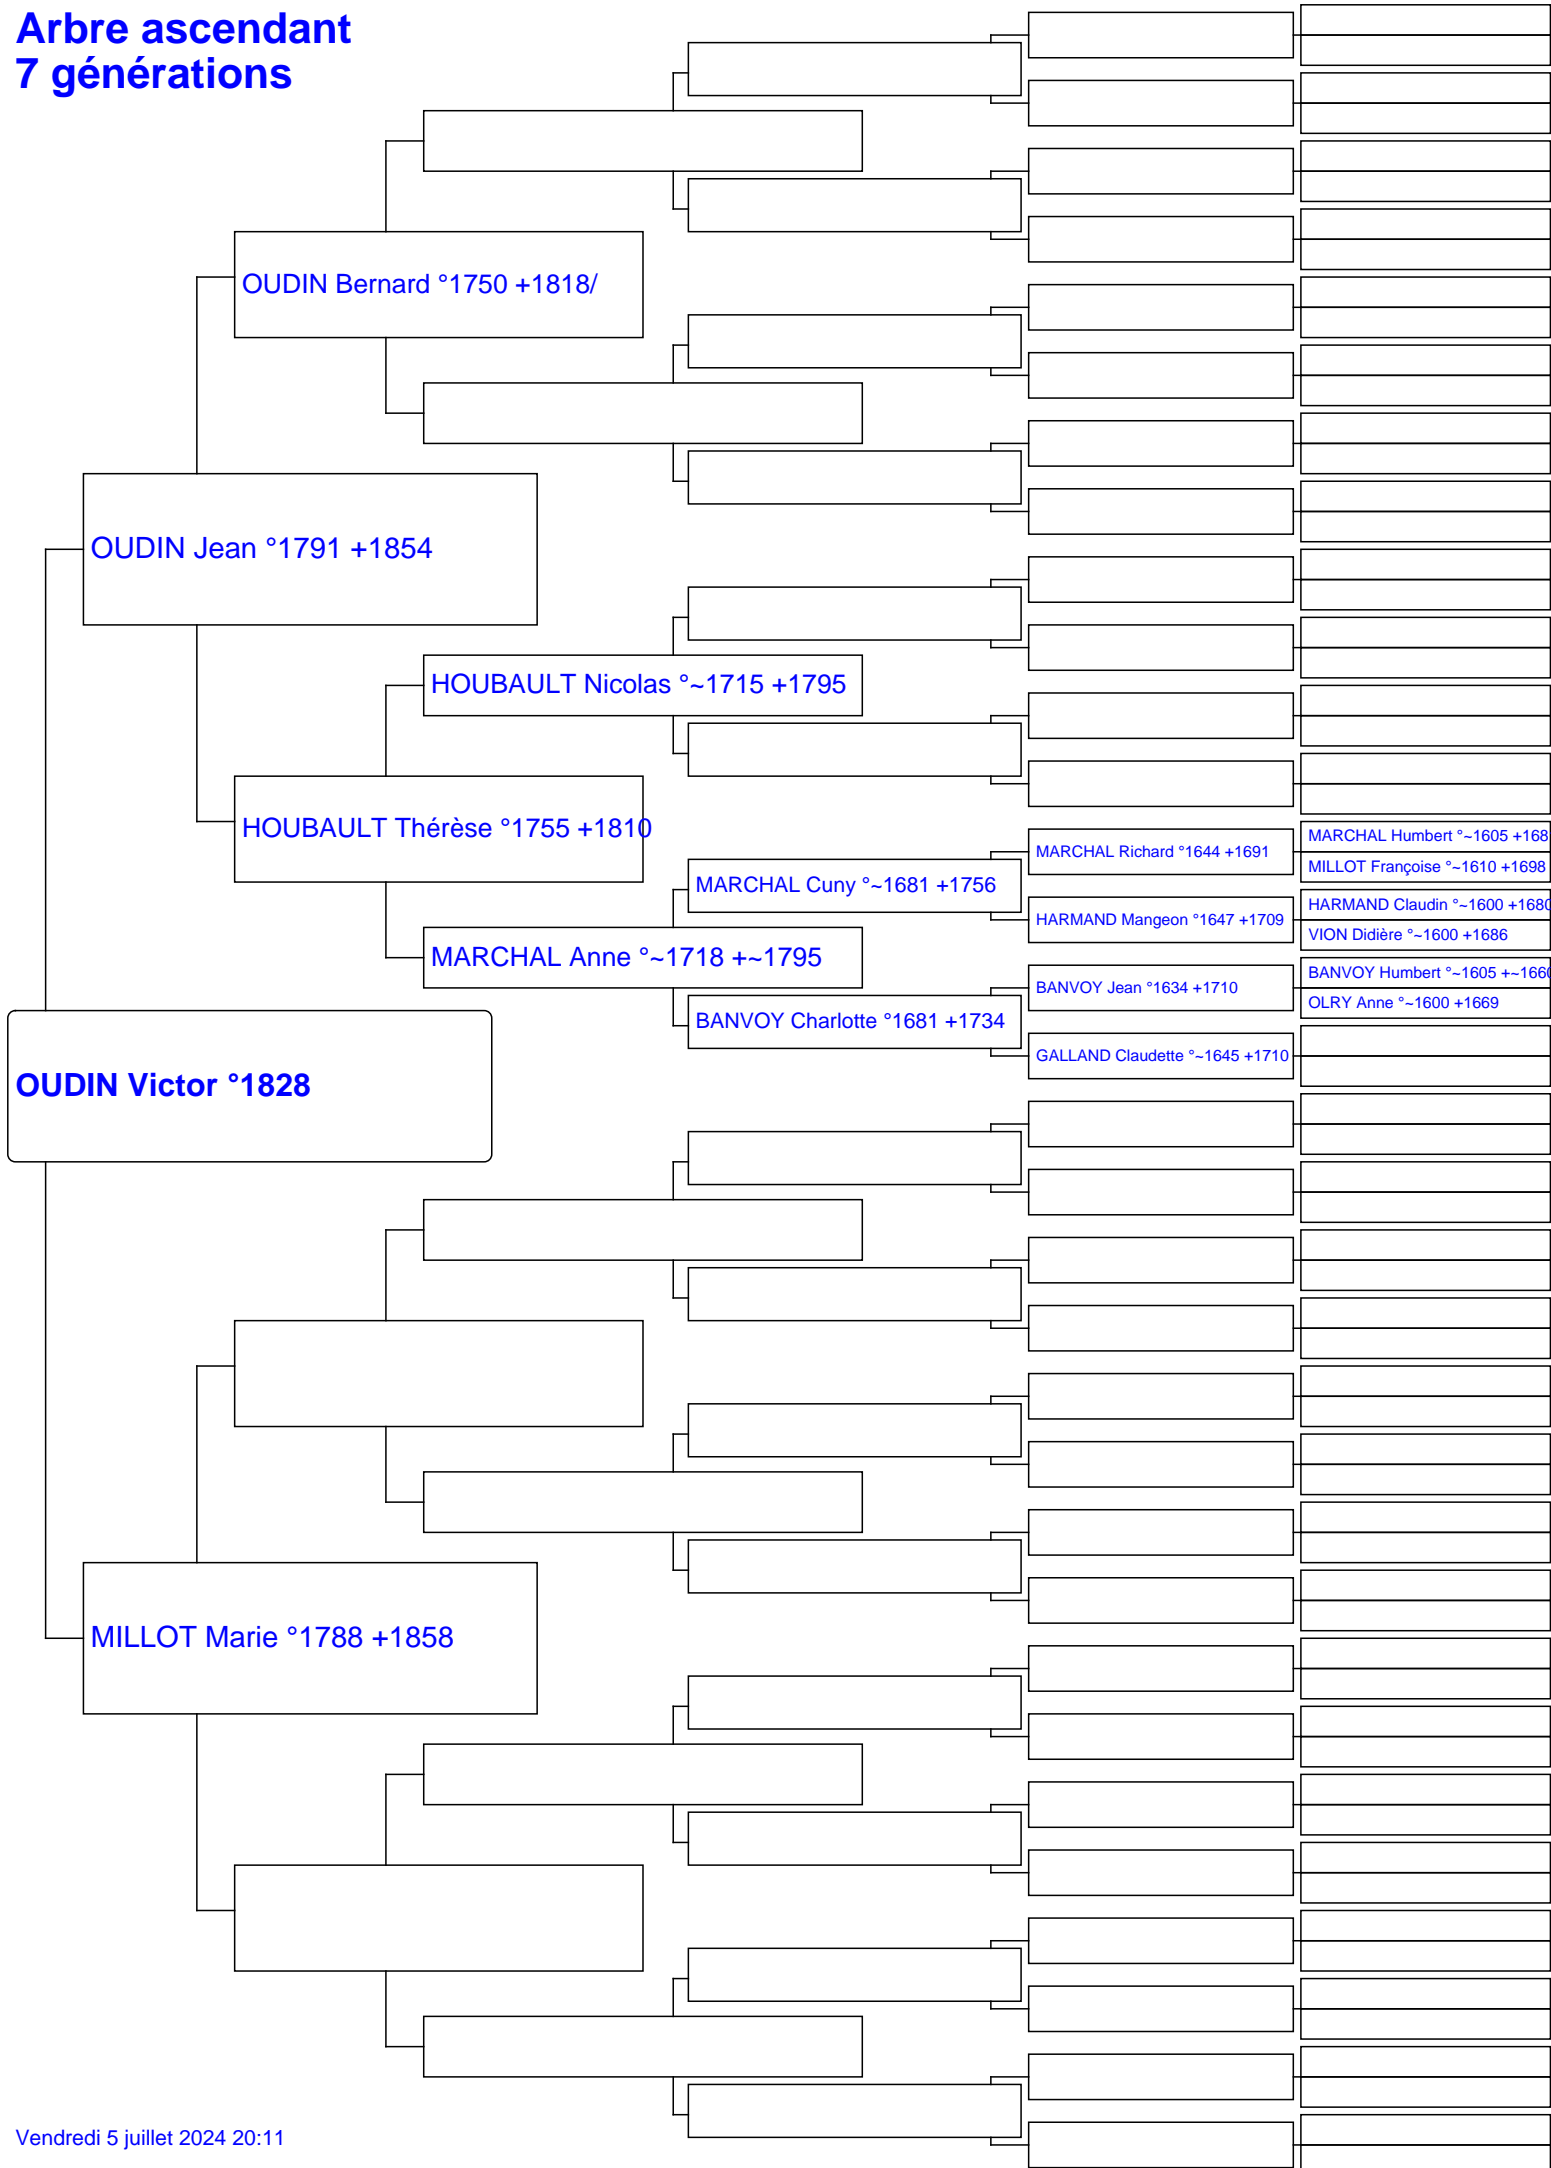 Arbre ascendant
7 générations
OUDIN Bernard °1750 +1818/
OUDIN Jean °1791 +1854
HOUBAULT Nicolas °~1715 +1795
HOUBAULT Thérèse °1755 +1810
MARCHAL Richard °1644 +1691
MARCHAL Humbert °~1605 +168
MILLOT Françoise °~1610 +1698
MARCHAL Cuny °~1681 +1756
HARMAND Mangeon °1647 +1709
HARMAND Claudin °~1600 +1680
VION Didière °~1600 +1686
MARCHAL Anne °~1718 +~1795
BANVOY Jean °1634 +1710
BANVOY Humbert °~1605 +~1660
OLRY Anne °~1600 +1669
BANVOY Charlotte °1681 +1734
GALLAND Claudette °~1645 +1710
OUDIN Victor °1828
MILLOT Marie °1788 +1858
Vendredi 5 juillet 2024 20:11